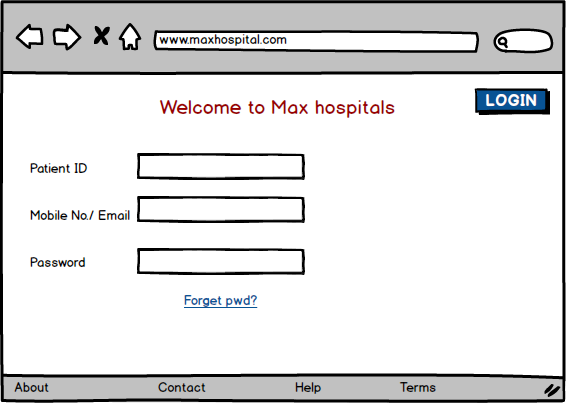 www.maxhospital.com
LOGIN
Welcome to Max hospitals
Patient ID
Mobile No./ Email
Password
Forget pwd?
About Contact Help Terms